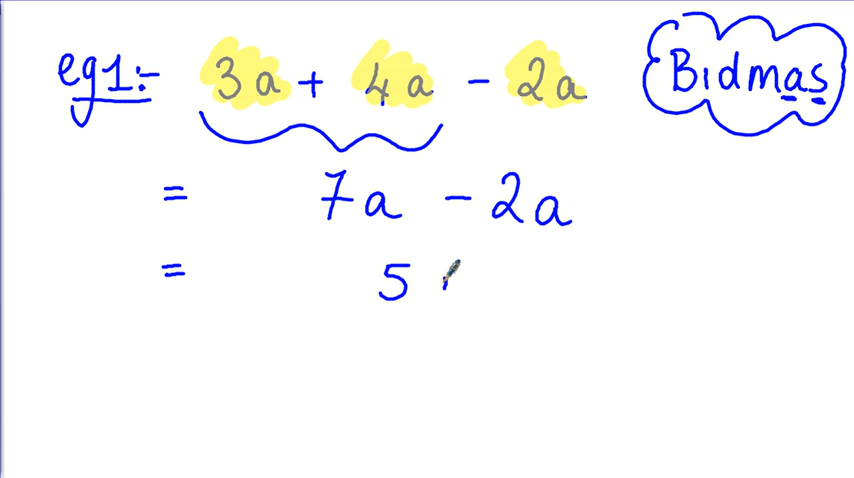 eg1:- 3a + 4a - 2a Bidmas
= 7a - 2a
= 5